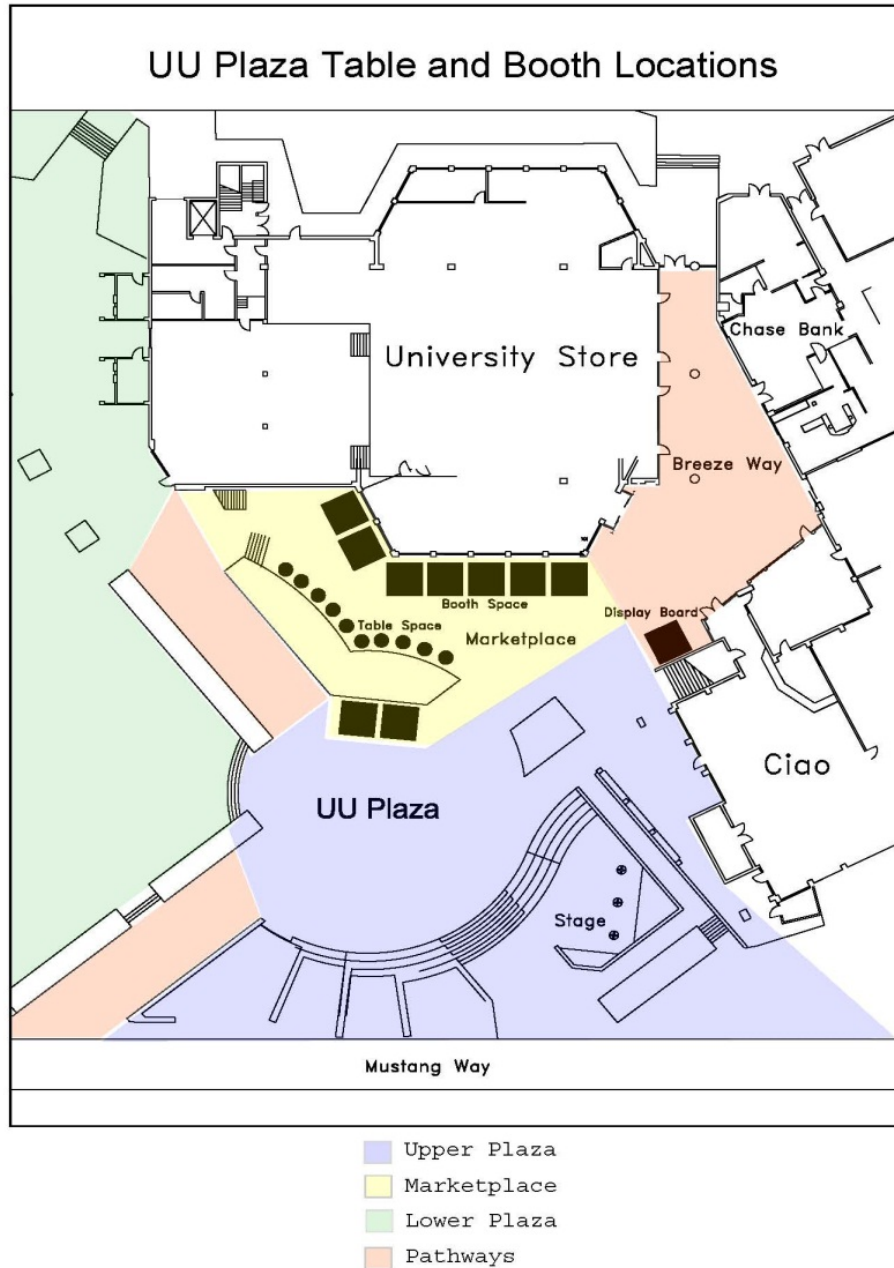 UU Plaza Table and Booth Locations
University Store
Chase Bank
Breeze Way
Booth Space
Display Board
Table Space
Marketplace
Ciao
UU Plaza
Stage
Mustang Way
Upper Plaza
Marketplace
Lower Plaza
Pathways